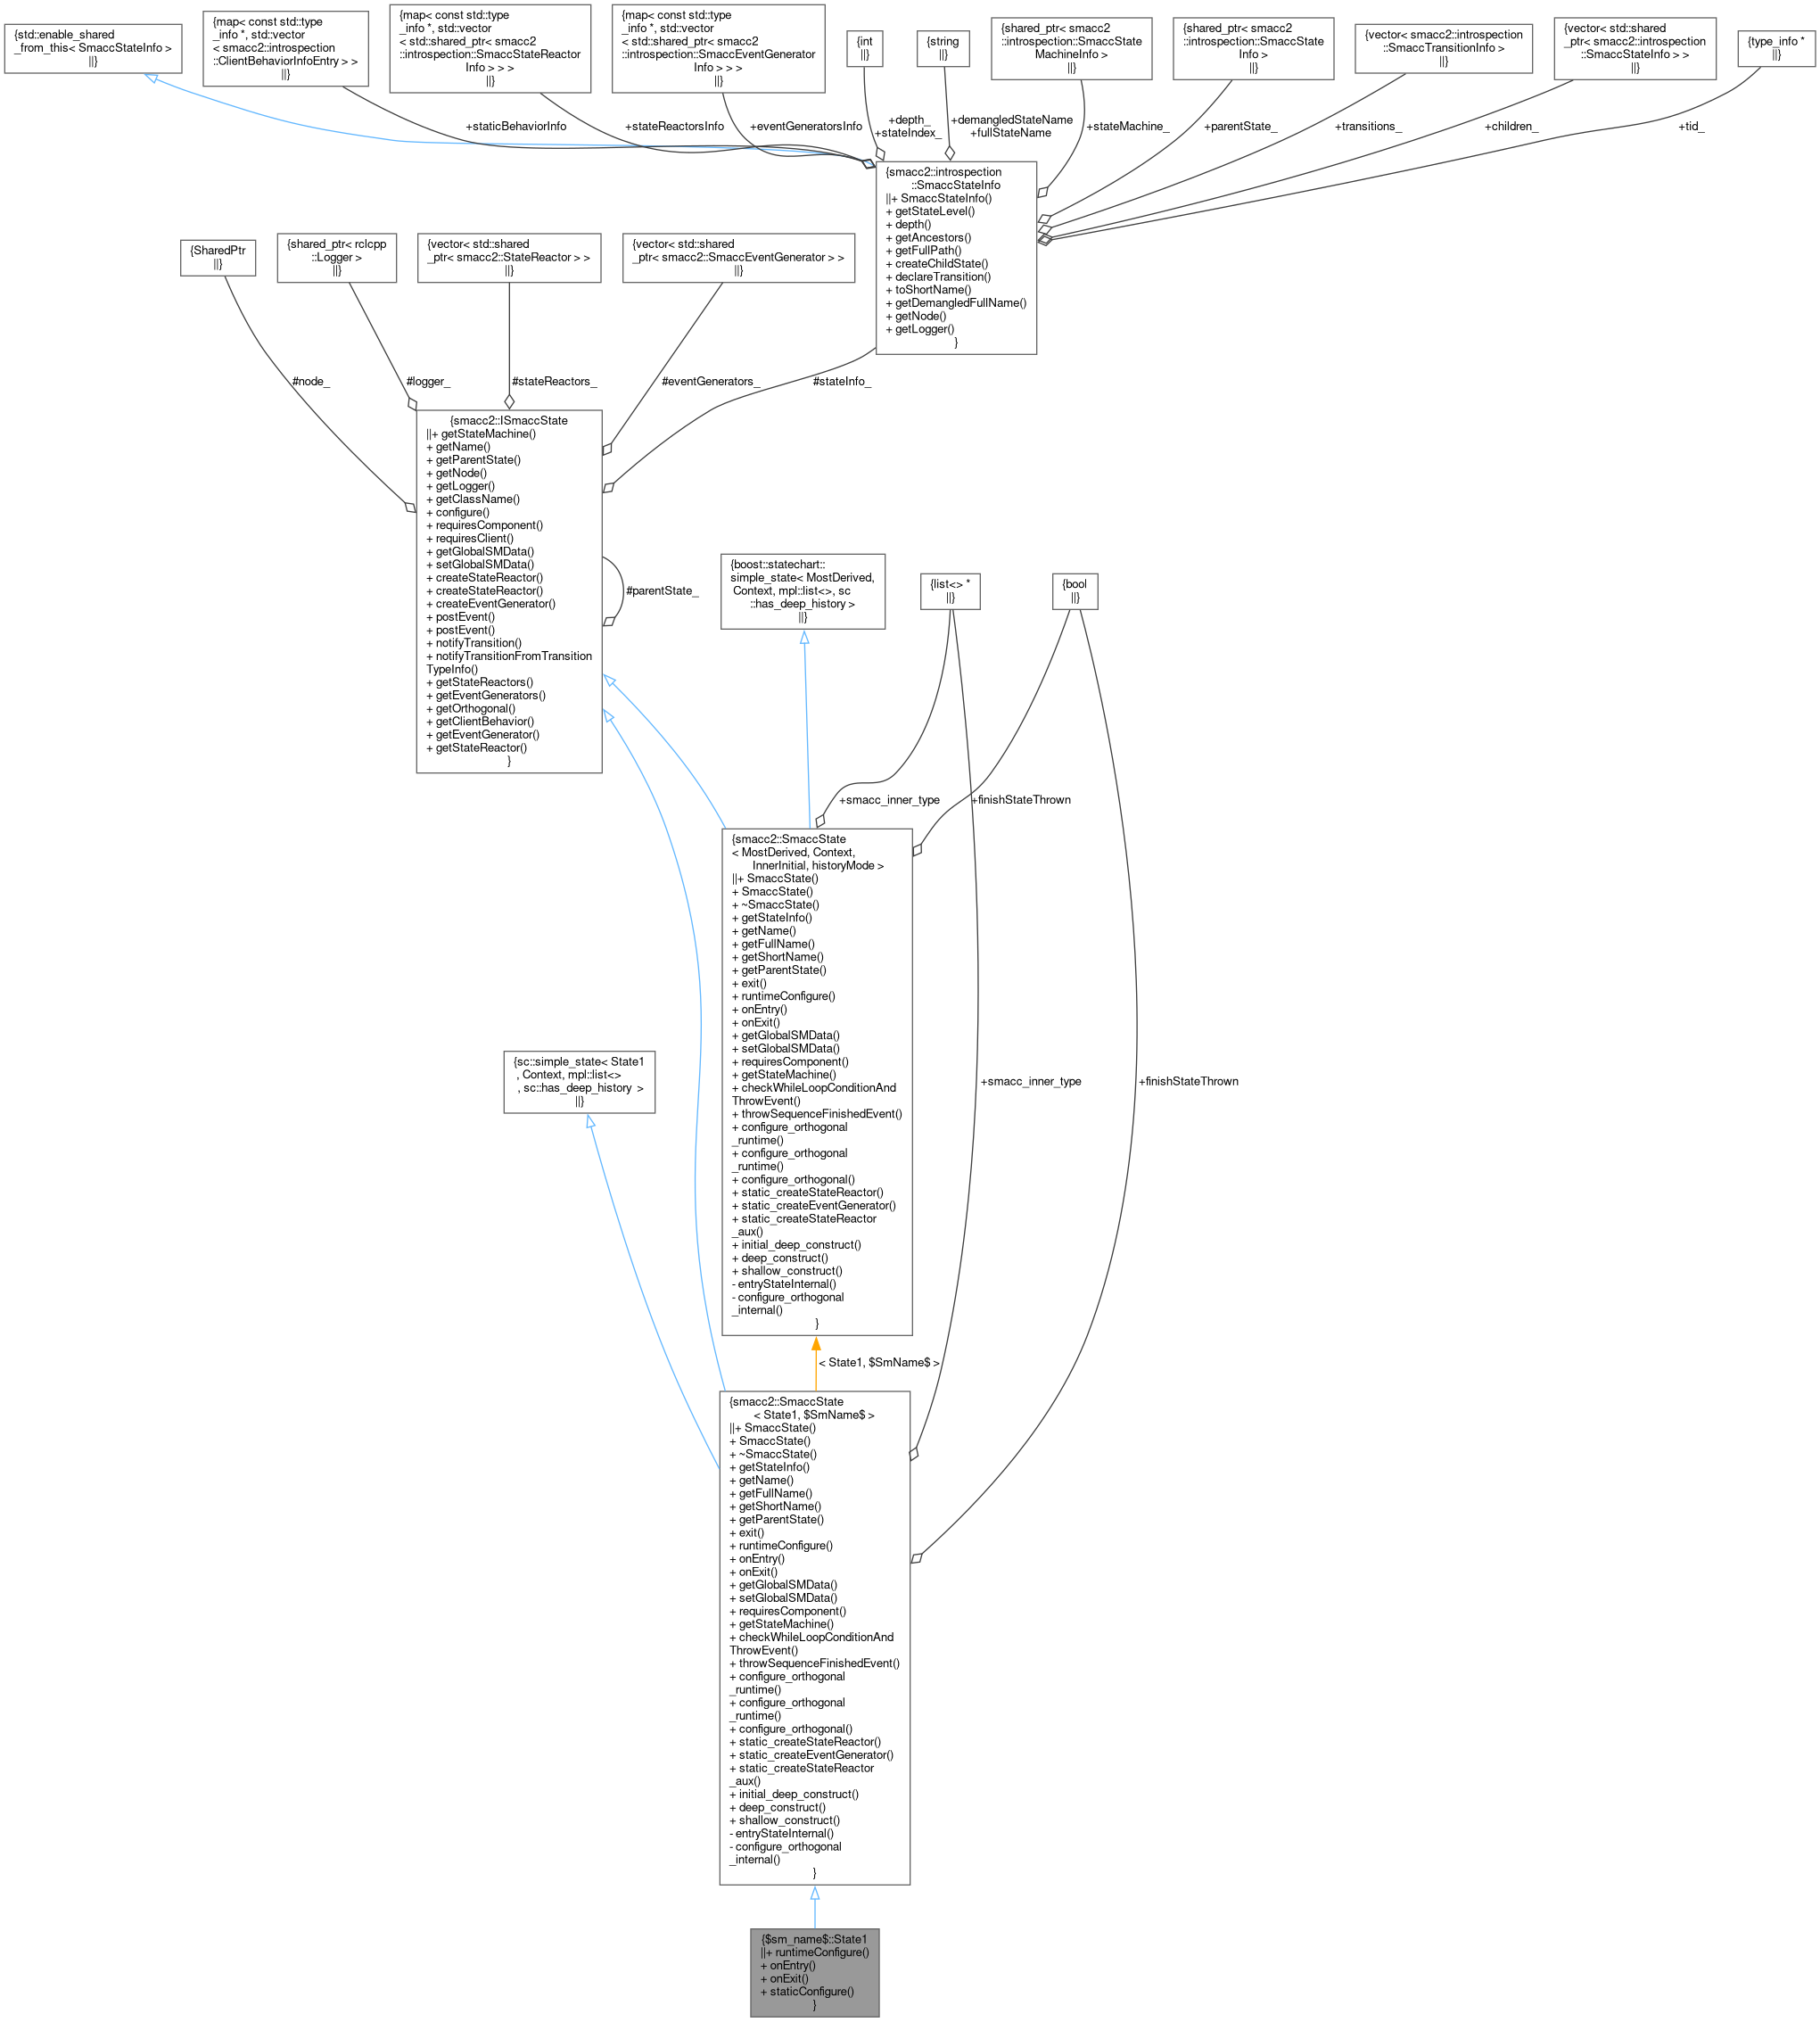 {std::enable_shared
_from_this< SmaccStateInfo >
||}
{map< const std::type
_info *, std::vector
< smacc2::introspection
::ClientBehaviorInfoEntry > >
||}
{map< const std::type
_info *, std::vector
< std::shared_ptr< smacc2
::introspection::SmaccStateReactor
Info > > >
||}
{map< const std::type
_info *, std::vector
< std::shared_ptr< smacc2
::introspection::SmaccEventGenerator
Info > > >
||}
{int
||}
{string
||}
{shared_ptr< smacc2
::introspection::SmaccState
MachineInfo >
||}
{shared_ptr< smacc2
::introspection::SmaccState
Info >
||}
{vector< smacc2::introspection
::SmaccTransitionInfo >
||}
{vector< std::shared
_ptr< smacc2::introspection
::SmaccStateInfo > >
||}
{type_info *
||}
+staticBehaviorInfo
+stateReactorsInfo
+eventGeneratorsInfo
+depth_
+stateIndex_
+demangledStateName
+fullStateName
+stateMachine_
+parentState_
+transitions_
+children_
+tid_
{smacc2::introspection
::SmaccStateInfo
||+ SmaccStateInfo()
+ getStateLevel()
+ depth()
+ getAncestors()
+ getFullPath()
+ createChildState()
+ declareTransition()
+ toShortName()
+ getDemangledFullName()
+ getNode()
+ getLogger()
}
{SharedPtr
||}
{shared_ptr< rclcpp
::Logger >
||}
{vector< std::shared
_ptr< smacc2::StateReactor > >
||}
{vector< std::shared
_ptr< smacc2::SmaccEventGenerator > >
||}
#node_
#logger_
#stateReactors_
#eventGenerators_
#stateInfo_
{smacc2::ISmaccState
||+ getStateMachine()
+ getName()
+ getParentState()
+ getNode()
+ getLogger()
+ getClassName()
+ configure()
+ requiresComponent()
+ requiresClient()
+ getGlobalSMData()
+ setGlobalSMData()
+ createStateReactor()
+ createStateReactor()
+ createEventGenerator()
+ postEvent()
+ postEvent()
+ notifyTransition()
+ notifyTransitionFromTransition
TypeInfo()
+ getStateReactors()
+ getEventGenerators()
+ getOrthogonal()
+ getClientBehavior()
+ getEventGenerator()
+ getStateReactor()
}
#parentState_
{boost::statechart::
simple_state< MostDerived,
Context, mpl::list<>, sc
::has_deep_history >
||}
{list<> *
||}
{bool
||}
+smacc_inner_type
+finishStateThrown
{smacc2::SmaccState
< MostDerived, Context,
InnerInitial, historyMode >
||+ SmaccState()
+ SmaccState()
+ ~SmaccState()
+ getStateInfo()
+ getName()
+ getFullName()
+ getShortName()
+ getParentState()
+ exit()
+ runtimeConfigure()
+ onEntry()
+ onExit()
+ getGlobalSMData()
+ setGlobalSMData()
+ requiresComponent()
+ getStateMachine()
+ checkWhileLoopConditionAnd
ThrowEvent()
+ throwSequenceFinishedEvent()
+ configure_orthogonal
_runtime()
+ configure_orthogonal
_runtime()
+ configure_orthogonal()
+ static_createStateReactor()
+ static_createEventGenerator()
+ static_createStateReactor
_aux()
+ initial_deep_construct()
+ deep_construct()
+ shallow_construct()
- entryStateInternal()
- configure_orthogonal
_internal()
}
{sc::simple_state< State1
, Context, mpl::list<>
, sc::has_deep_history >
||}
+smacc_inner_type
+finishStateThrown
< State1, $SmName$ >
{smacc2::SmaccState
< State1, $SmName$ >
||+ SmaccState()
+ SmaccState()
+ ~SmaccState()
+ getStateInfo()
+ getName()
+ getFullName()
+ getShortName()
+ getParentState()
+ exit()
+ runtimeConfigure()
+ onEntry()
+ onExit()
+ getGlobalSMData()
+ setGlobalSMData()
+ requiresComponent()
+ getStateMachine()
+ checkWhileLoopConditionAnd
ThrowEvent()
+ throwSequenceFinishedEvent()
+ configure_orthogonal
_runtime()
+ configure_orthogonal
_runtime()
+ configure_orthogonal()
+ static_createStateReactor()
+ static_createEventGenerator()
+ static_createStateReactor
_aux()
+ initial_deep_construct()
+ deep_construct()
+ shallow_construct()
- entryStateInternal()
- configure_orthogonal
_internal()
}
{$sm_name$::State1
||+ runtimeConfigure()
+ onEntry()
+ onExit()
+ staticConfigure()
}